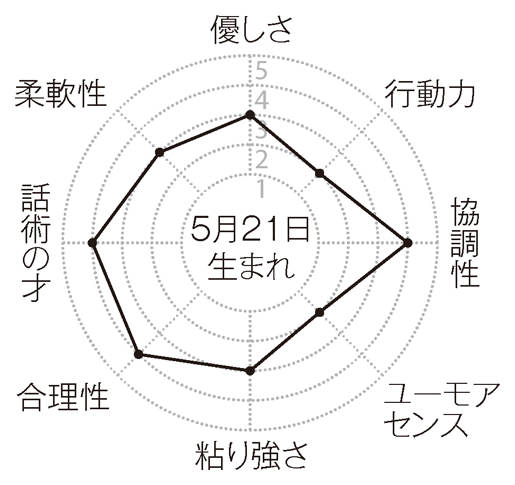 優しさ
行動力
協調性
ユーモア
センス
粘り強さ
合理性
話術の才
柔軟性
5
4
3
2
1
5月21日
生まれ